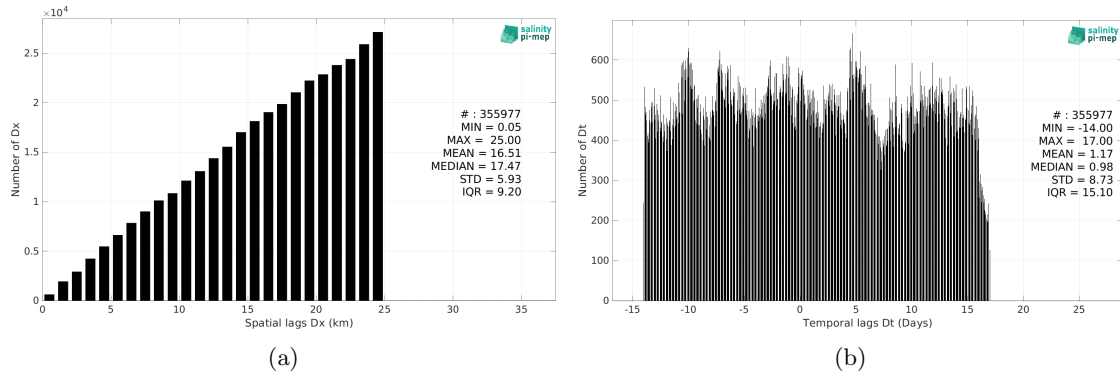 ×10⁴
2.5
2
1.5
1
0.5
0
0 5 10 15 20 25 30 35
Number of Dx
Spatial lags Dx (km)
salinity
pi-mep
# : 355977
MIN = 0.05
MAX = 25.00
MEAN = 16.51
MEDIAN = 17.47
STD = 5.93
IQR = 9.20
(a)
600
500
400
300
200
100
0
-15 -10 -5 0 5 10 15 20 25
Number of Dt
Temporal lags Dt (Days)
salinity
pi-mep
# : 355977
MIN = -14.00
MAX = 17.00
MEAN = 1.17
MEDIAN = 0.98
STD = 8.73
IQR = 15.10
(b)